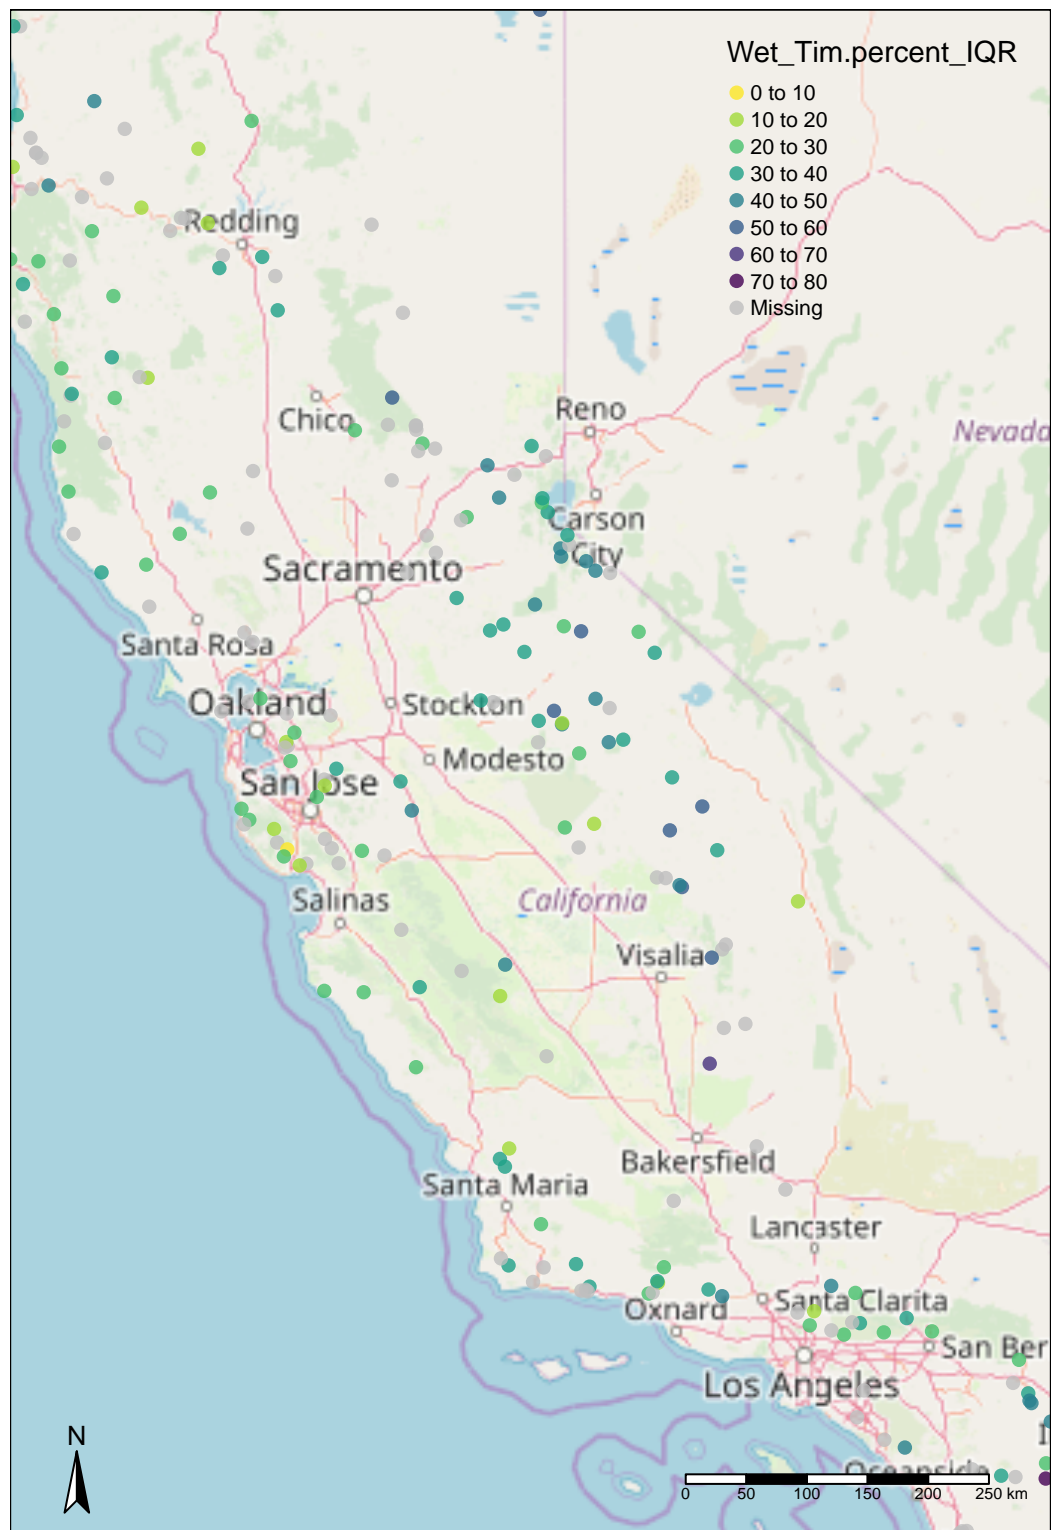 Wet_Tim.percent_IQR
0 to 10
10 to 20
20 to 30
30 to 40
40 to 50
50 to 60
60 to 70
70 to 80
Missing
Redding
Chico
Reno
Nevada
Carson
City
Sacramento
Santa Rosa
Oakland
Stockton
Modesto
San Jose
Salinas
California
Visalia
Bakersfield
Santa Maria
Lancaster
Oxnard
Santa Clarita
San Ber
Los Angeles
Oceanside
N
0 50 100 150 200 250 km